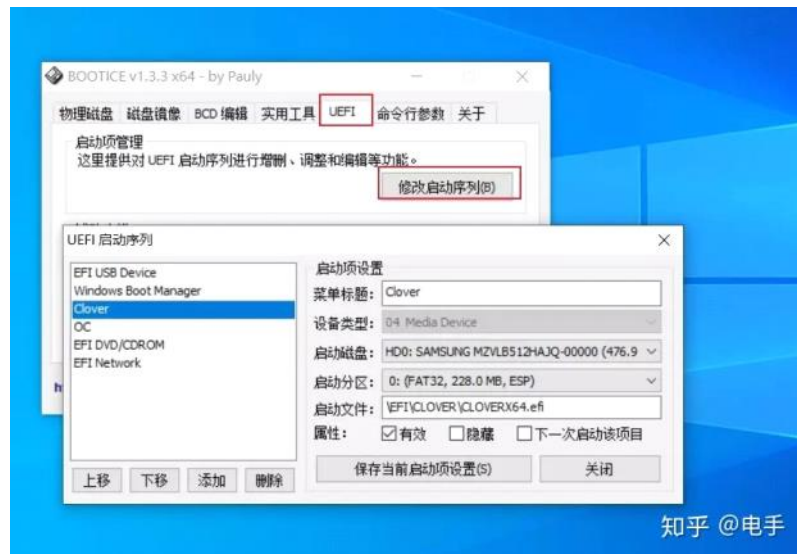 BOOTICE v1.3.3 x64 - by Pauly
物理磁盘 磁盘镜像 BCD 编辑 实用工具 UEFI 命令行参数 关于
启动项管理
这里提供对 UEFI 启动序列进行增删、调整和编辑等功能。
修改启动序列(B)
UEFI 启动序列
EFI USB Device
Windows Boot Manager
Clover
OC
EFI DVD/CDROM
EFI Network
上移 下移 添加 删除
启动项设置
菜单标题: Clover
设备类型: 04 Media Device
启动磁盘: HD0: SAMSUNG MZVLB512HAJQ-00000 (476.9
启动分区: 0: (FAT32, 228.0 MB, ESP)
启动文件: \EFI\CLOVER\CLOVERX64.efi
属性: 有效 隐藏 下一次启动该项目
保存当前启动项设置(S) 关闭
知乎 @电手